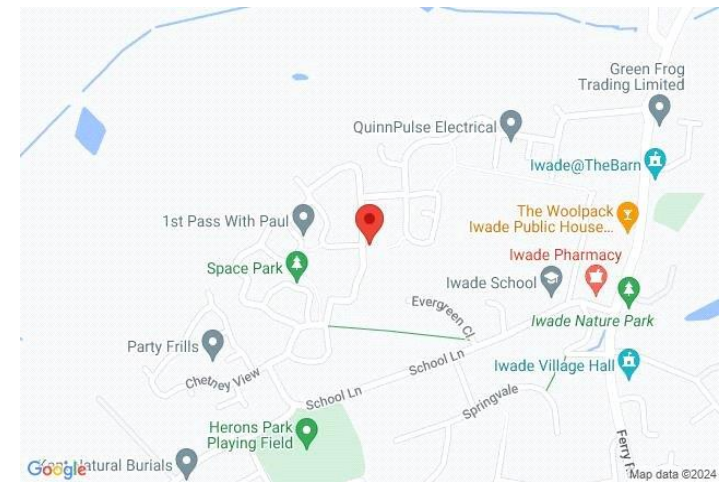 Green Frog
Trading Limited
QuinnPulse Electrical
Iwade@TheBarn
The Woolpack
Iwade Public House...
1st Pass With Paul
Iwade Pharmacy
Space Park
Iwade School
Evergreen Cl.
Iwade Nature Park
Party Frills
School Ln
Iwade Village Hall
Chetney View
School Ln
Springvale
Herons Park
Playing Field
Ferry
Natural Burials
Google
Map data ©2024